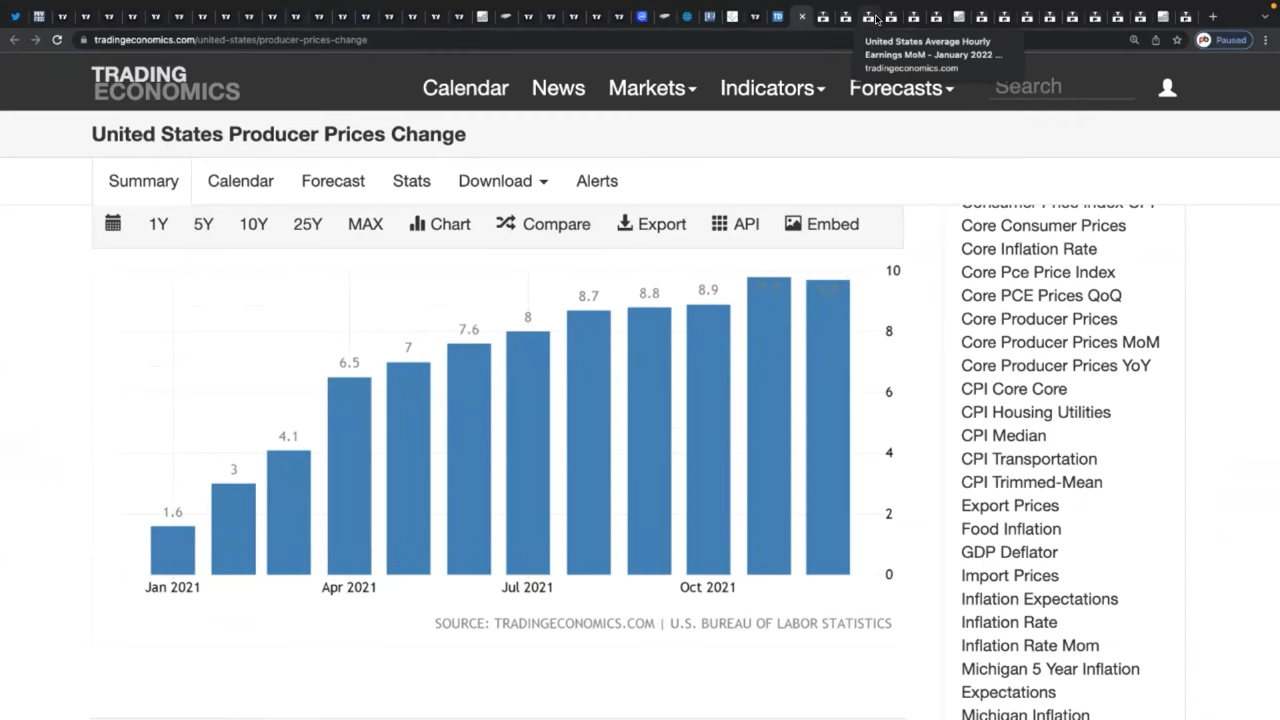 United States Average Hourly
Earnings MoM - January 2022 ...
tradingeconomics.com
tradingeconomics.com/united-states/producer-prices-change
Paused
TRADING
ECONOMICS
Calendar News Markets Indicators Forecasts Search
United States Producer Prices Change
Summary Calendar Forecast Stats Download Alerts
1Y 5Y 10Y 25Y MAX Chart Compare Export API Embed
10
8
6
4
2
0
1.6
3
4.1
6.5
7
7.6
8
8.7
8.8
8.9
Jan 2021 Apr 2021 Jul 2021 Oct 2021
SOURCE: TRADINGECONOMICS.COM | U.S. BUREAU OF LABOR STATISTICS
Core Consumer Prices
Core Inflation Rate
Core Pce Price Index
Core PCE Prices QoQ
Core Producer Prices
Core Producer Prices MoM
Core Producer Prices YoY
CPI Core Core
CPI Housing Utilities
CPI Median
CPI Transportation
CPI Trimmed-Mean
Export Prices
Food Inflation
GDP Deflator
Import Prices
Inflation Expectations
Inflation Rate
Inflation Rate Mom
Michigan 5 Year Inflation
Expectations
Michigan Inflation